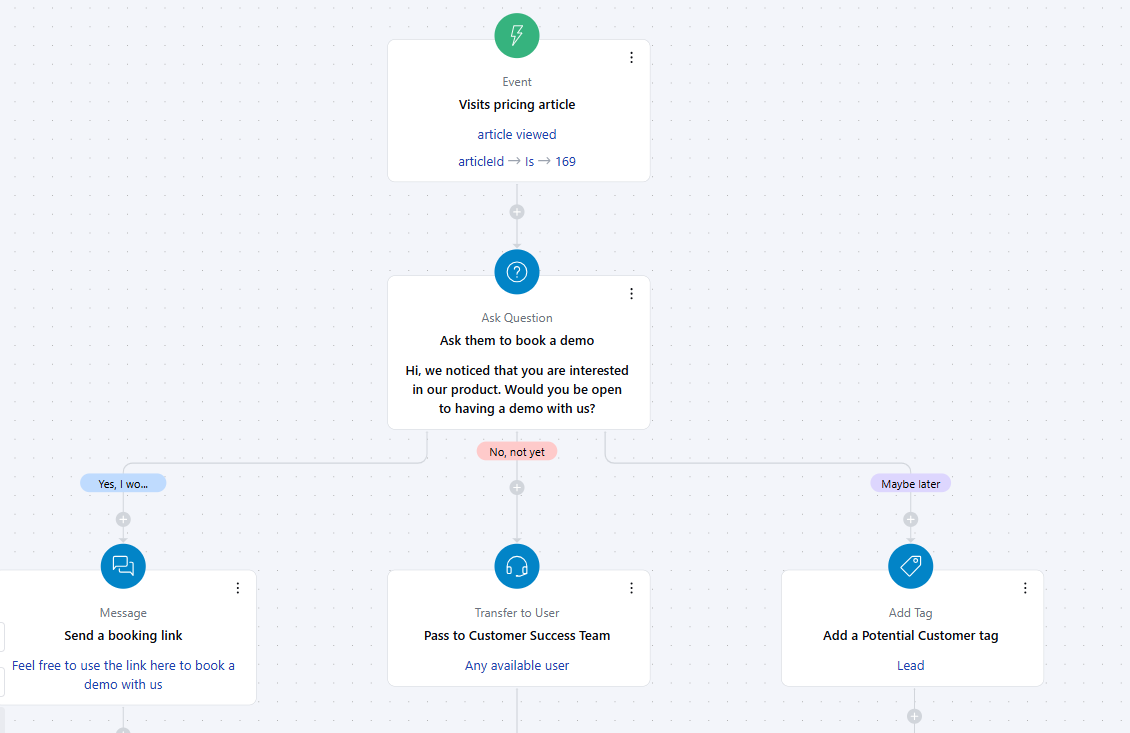 Event
Visits pricing article
article viewed
articleId → Is → 169
Ask Question
Ask them to book a demo
Hi, we noticed that you are interested
in our product. Would you be open
to having a demo with us?
No, not yet
Yes, I wo...
Maybe later
Message
Send a booking link
Feel free to use the link here to book a
demo with us
Transfer to User
Pass to Customer Success Team
Any available user
Add Tag
Add a Potential Customer tag
Lead